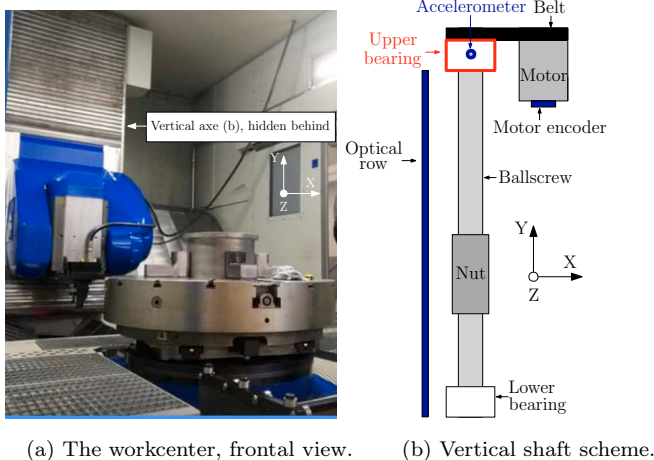 Vertical axe (b), hidden behind
Y
X
Z
(a) The workcenter, frontal view.
Accelerometer
Belt
Upper
bearing
Motor
Motor encoder
Optical
row
Ballscrew
Y
Nut
X
Z
Lower
bearing
(b) Vertical shaft scheme.